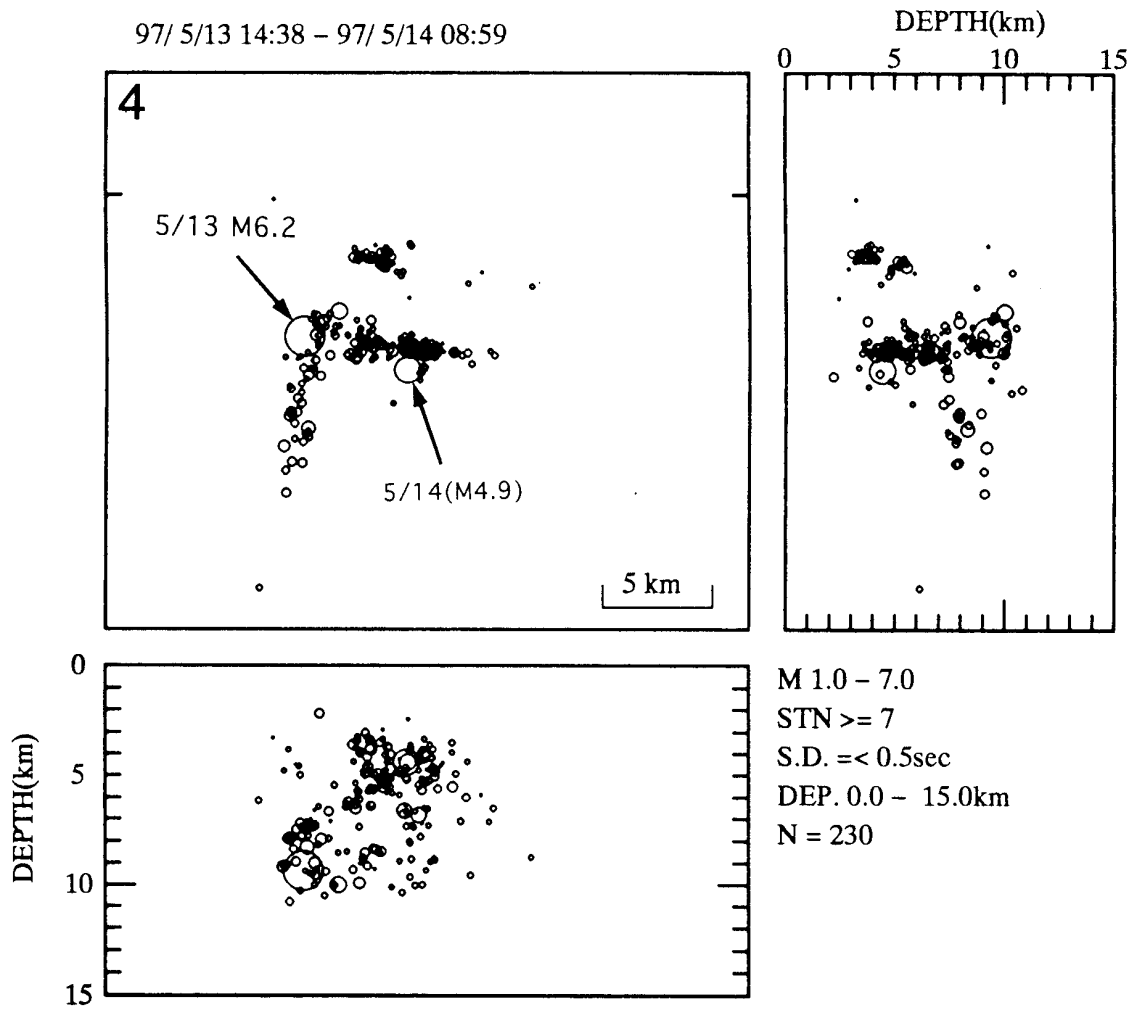 97/ 5/13 14:38 – 97/ 5/14 08:59
DEPTH(km)
0 5 10 15
4
5/13 M6.2
5/14(M4.9)
5 km
0
5
10
15
DEPTH(km)
M 1.0 – 7.0
STN >= 7
S.D. =< 0.5sec
DEP. 0.0 – 15.0km
N = 230